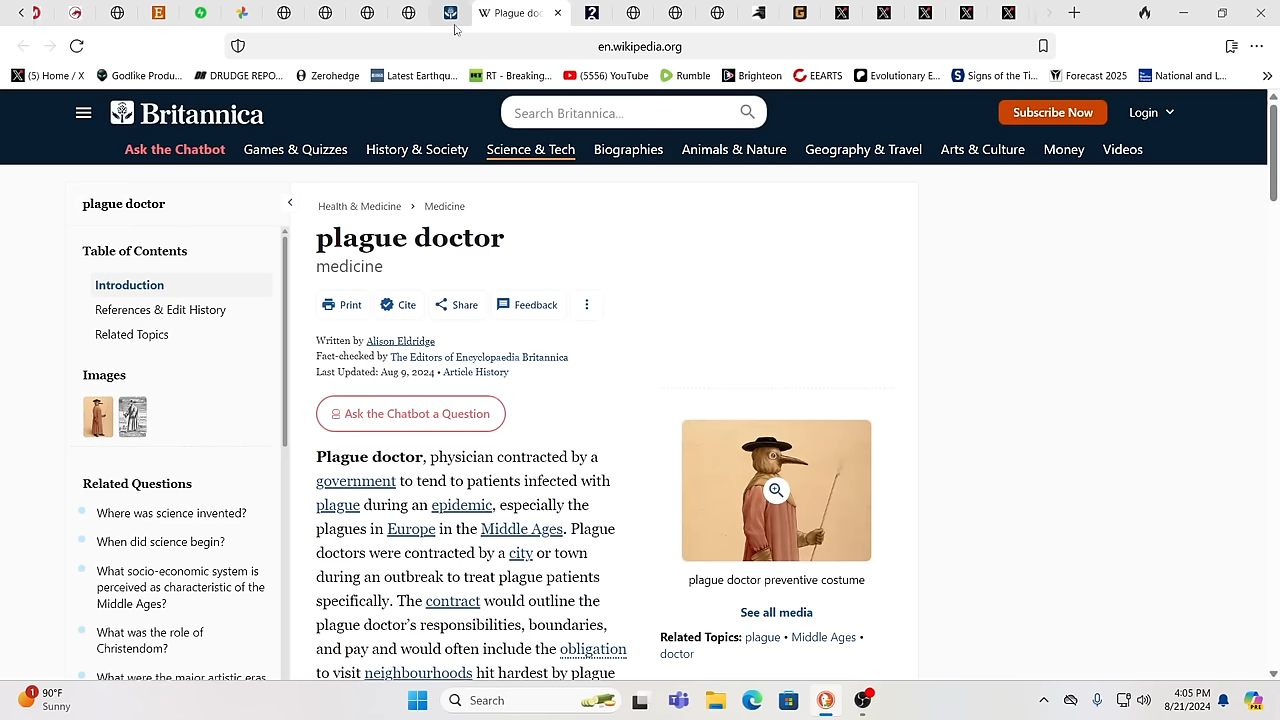 Plague doc
en.wikipedia.org
(5) Home / X
Godlike Produ...
DRUDGE REPO...
Zerohedge
Latest Earthqu...
RT - Breaking...
(5556) YouTube
Rumble
Brighteon
EEARTS
Evolutionary E...
Signs of the Ti...
Forecast 2025
National and L...
Britannica
Search Britannica...
Subscribe Now
Login
Ask the Chatbot
Games & Quizzes
History & Society
Science & Tech
Biographies
Animals & Nature
Geography & Travel
Arts & Culture
Money
Videos
plague doctor
Table of Contents
Introduction
References & Edit History
Related Topics
Images
Related Questions
Where was science invented?
When did science begin?
What socio-economic system is
perceived as characteristic of the
Middle Ages?
What was the role of
Christendom?
What were the major artistic eras
Health & Medicine > Medicine
plague doctor
medicine
Print
Cite
Share
Feedback
Written by Alison Eldridge
Fact-checked by The Editors of Encyclopaedia Britannica
Last Updated: Aug 9, 2024 • Article History
Ask the Chatbot a Question
Plague doctor, physician contracted by a
government to tend to patients infected with
plague during an epidemic, especially the
plagues in Europe in the Middle Ages. Plague
doctors were contracted by a city or town
during an outbreak to treat plague patients
specifically. The contract would outline the
plague doctor's responsibilities, boundaries,
and pay and would often include the obligation
to visit neighbourhoods hit hardest by plague
plague doctor preventive costume
See all media
Related Topics: plague • Middle Ages •
doctor
1
90°F
Sunny
Search
4:05 PM
8/21/2024